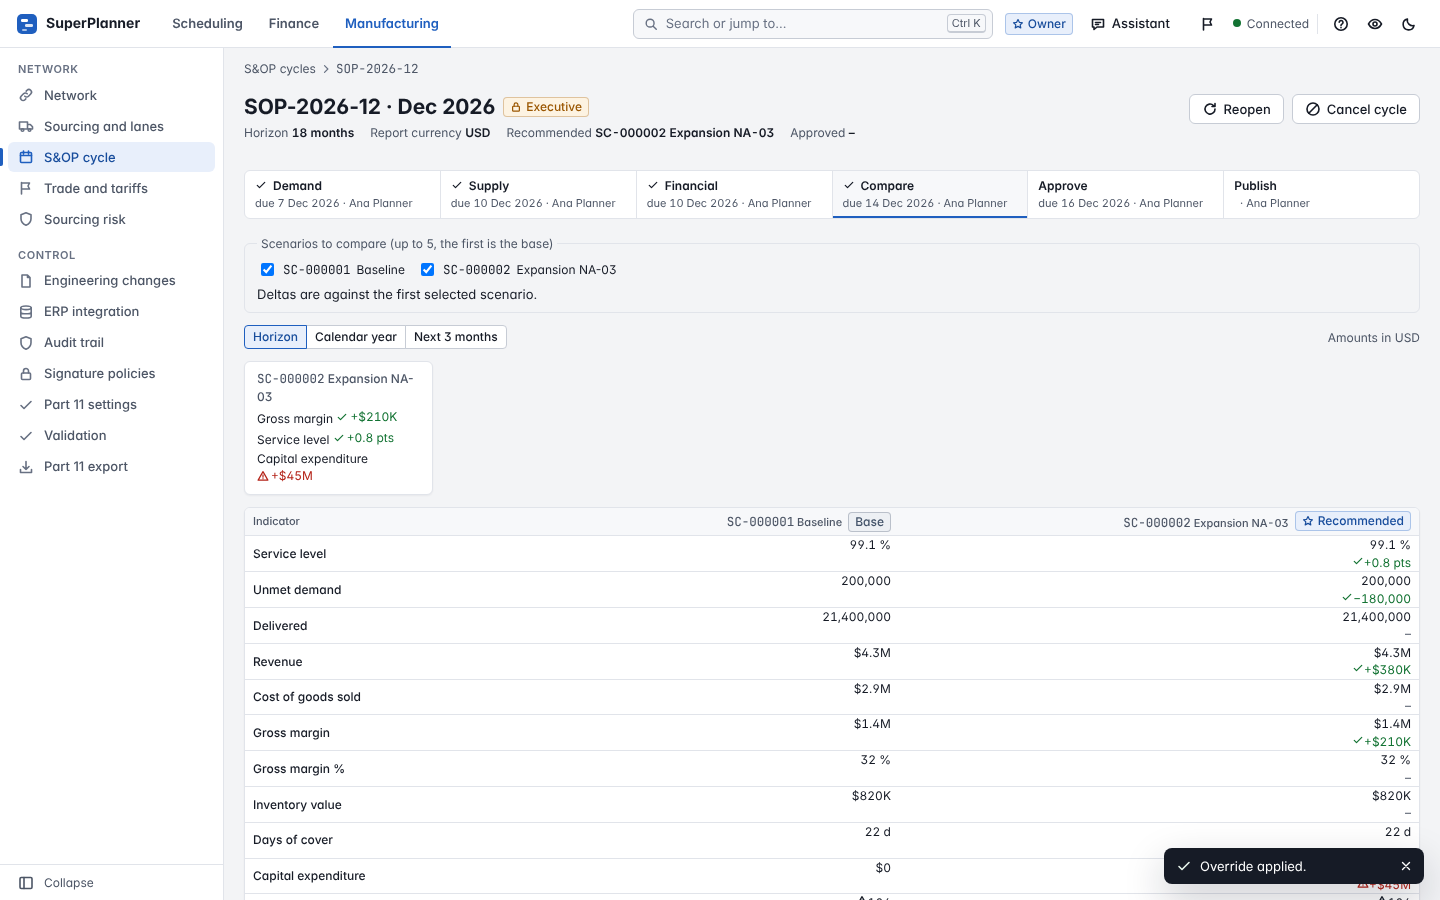 SuperPlanner
Scheduling
Finance
Manufacturing
Search or jump to...
Ctrl K
Owner
Assistant
Connected
NETWORK
Network
Sourcing and lanes
S&OP cycle
Trade and tariffs
Sourcing risk
CONTROL
Engineering changes
ERP integration
Audit trail
Signature policies
Part 11 settings
Validation
Part 11 export
Collapse
S&OP cycles > SOP-2026-12
SOP-2026-12 · Dec 2026
Executive
Reopen
Cancel cycle
Horizon 18 months Report currency USD Recommended SC-000002 Expansion NA-03 Approved –
Demand
due 7 Dec 2026 · Ana Planner
Supply
due 10 Dec 2026 · Ana Planner
Financial
due 10 Dec 2026 · Ana Planner
Compare
due 14 Dec 2026 · Ana Planner
Approve
due 16 Dec 2026 · Ana Planner
Publish
· Ana Planner
Scenarios to compare (up to 5, the first is the base)
SC-000001 Baseline SC-000002 Expansion NA-03
Deltas are against the first selected scenario.
Horizon Calendar year Next 3 months
Amounts in USD
SC-000002 Expansion NA-
03
Gross margin +$210K
Service level +0.8 pts
Capital expenditure
+$45M
Indicator SC-000001 Baseline Base SC-000002 Expansion NA-03 Recommended
Service level 99.1 % 99.1 %
+0.8 pts
Unmet demand 200,000 200,000
−180,000
Delivered 21,400,000 21,400,000
–
Revenue $4.3M $4.3M
+$380K
Cost of goods sold $2.9M $2.9M
–
Gross margin $1.4M $1.4M
+$210K
Gross margin % 32 % 32 %
–
Inventory value $820K $820K
–
Days of cover 22 d 22 d
Capital expenditure $0
+$45M
Override applied.